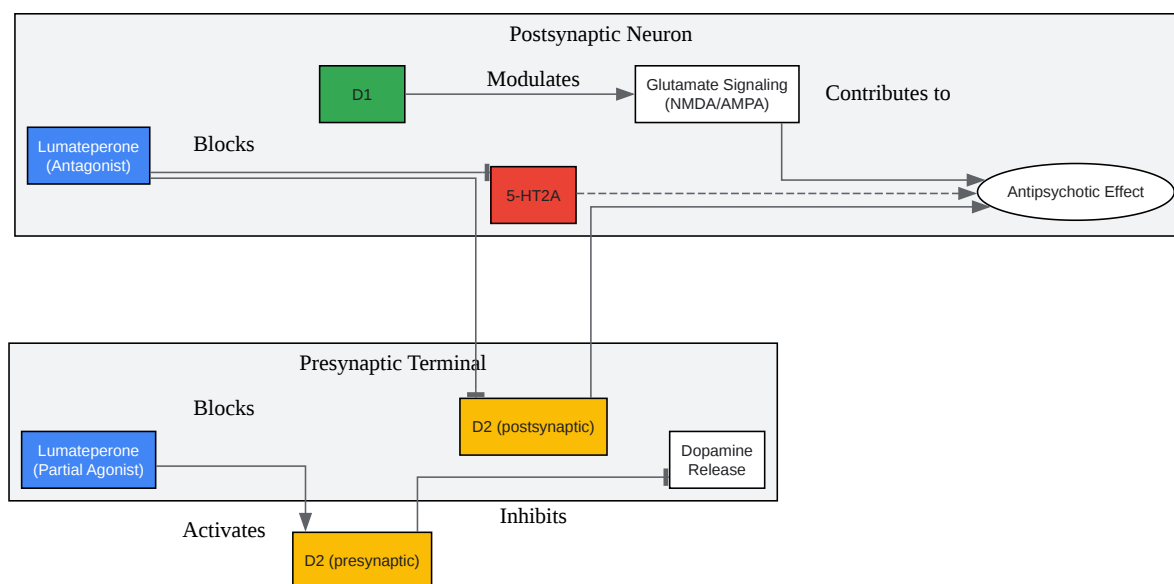 Postsynaptic Neuron
D1
Modulates
Glutamate Signaling
(NMDA/AMPA)
Contributes to
Lumateperone
(Antagonist)
Blocks
5-HT2A
Antipsychotic Effect
Presynaptic Terminal
Blocks
D2 (postsynaptic)
Lumateperone
(Partial Agonist)
Dopamine
Release
Activates
Inhibits
D2 (presynaptic)